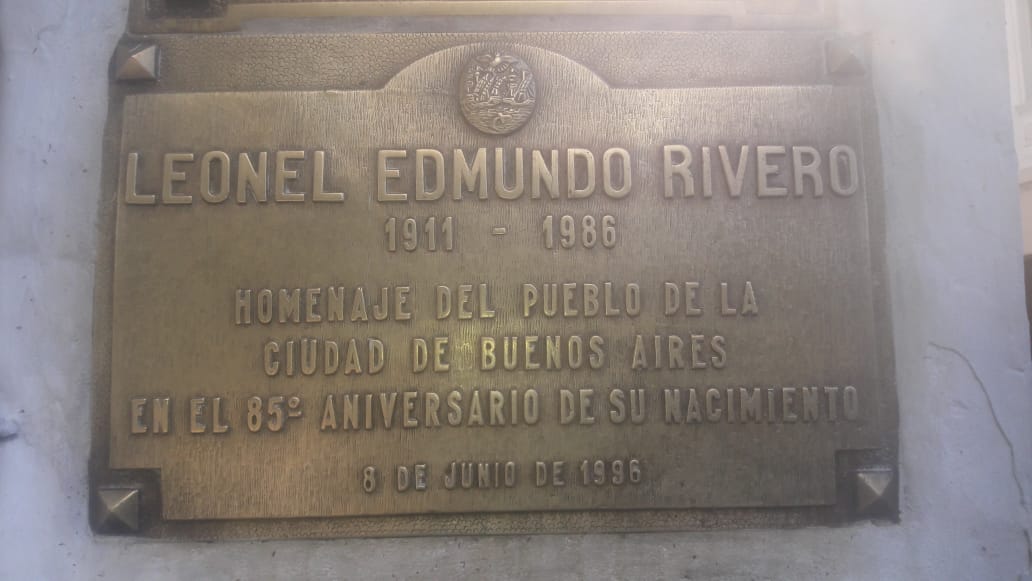 LEONEL EDMUNDO RIVERO
1911 - 1986
HOMENAJE DEL PUEBLO DE LA
CIUDAD DE BUENOS AIRES
EN EL 85º ANIVERSARIO DE SU NACIMIENTO
8 DE JUNIO DE 1996